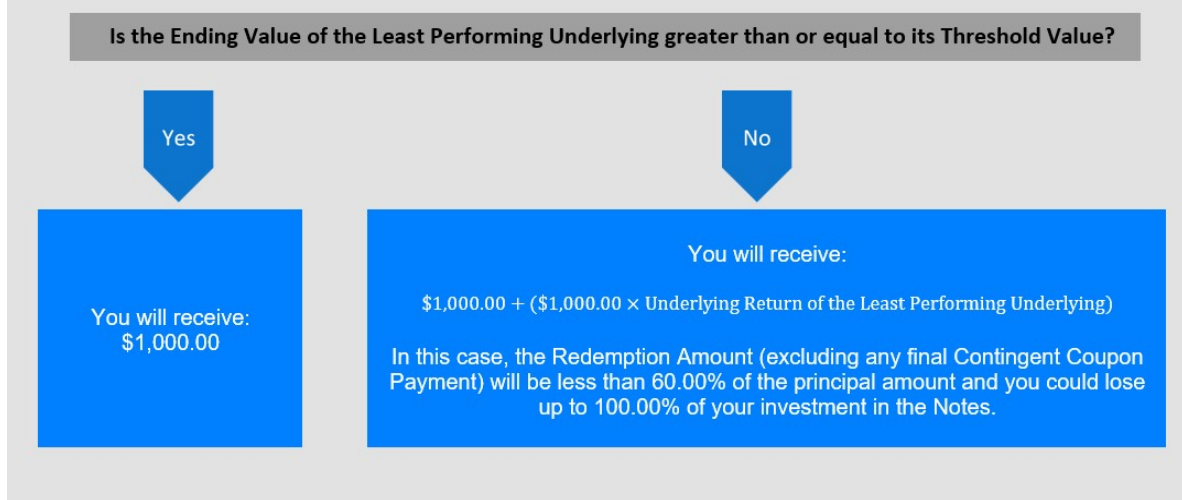 Is the Ending Value of the Least Performing Underlying greater than or equal to its Threshold Value?
Yes
No
You will receive:
$1,000.00
You will receive:
$1,000.00 + ($1,000.00 × Underlying Return of the Least Performing Underlying)
In this case, the Redemption Amount (excluding any final Contingent Coupon
Payment) will be less than 60.00% of the principal amount and you could lose
up to 100.00% of your investment in the Notes.